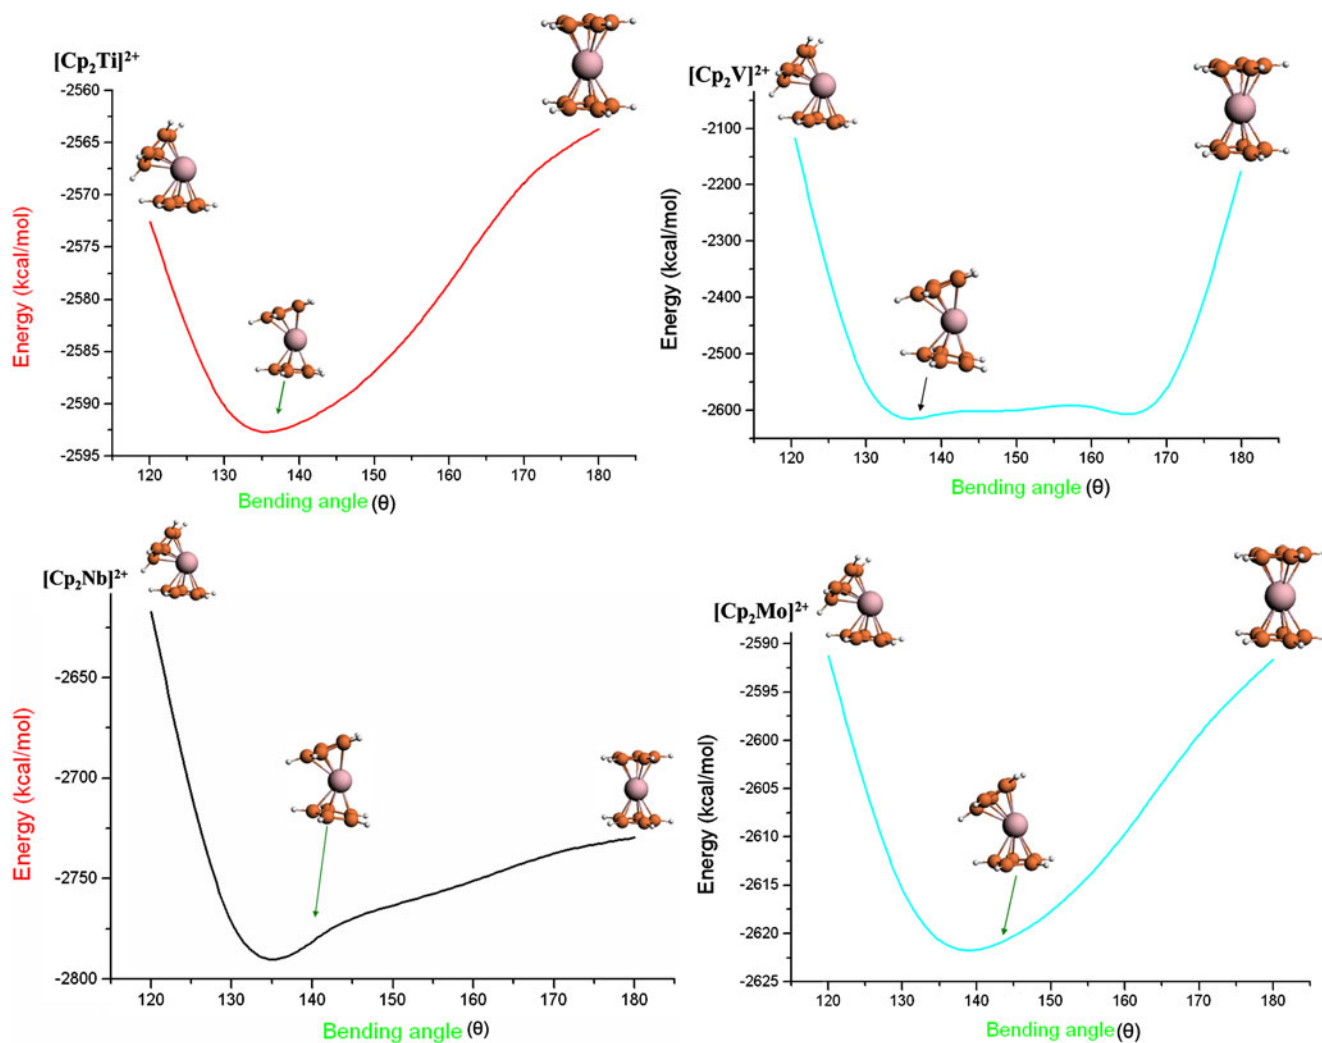 [Cp2Ti]2+
-2560
-2565
-2570
-2575
-2580
-2585
-2590
-2595
Energy (kcal/mol)
120 130 140 150 160 170 180
Bending angle (θ)
[Cp2V]2+
-2100
-2200
-2300
-2400
-2500
-2600
Energy (kcal/mol)
120 130 140 150 160 170 180
Bending angle (θ)
[Cp2Nb]2+
-2650
-2700
-2750
-2800
Energy (kcal/mol)
120 130 140 150 160 170 180
Bending angle (θ)
[Cp2Mo]2+
-2590
-2595
-2600
-2605
-2610
-2615
-2620
-2625
Energy (kcal/mol)
120 130 140 150 160 170 180
Bending angle (θ)